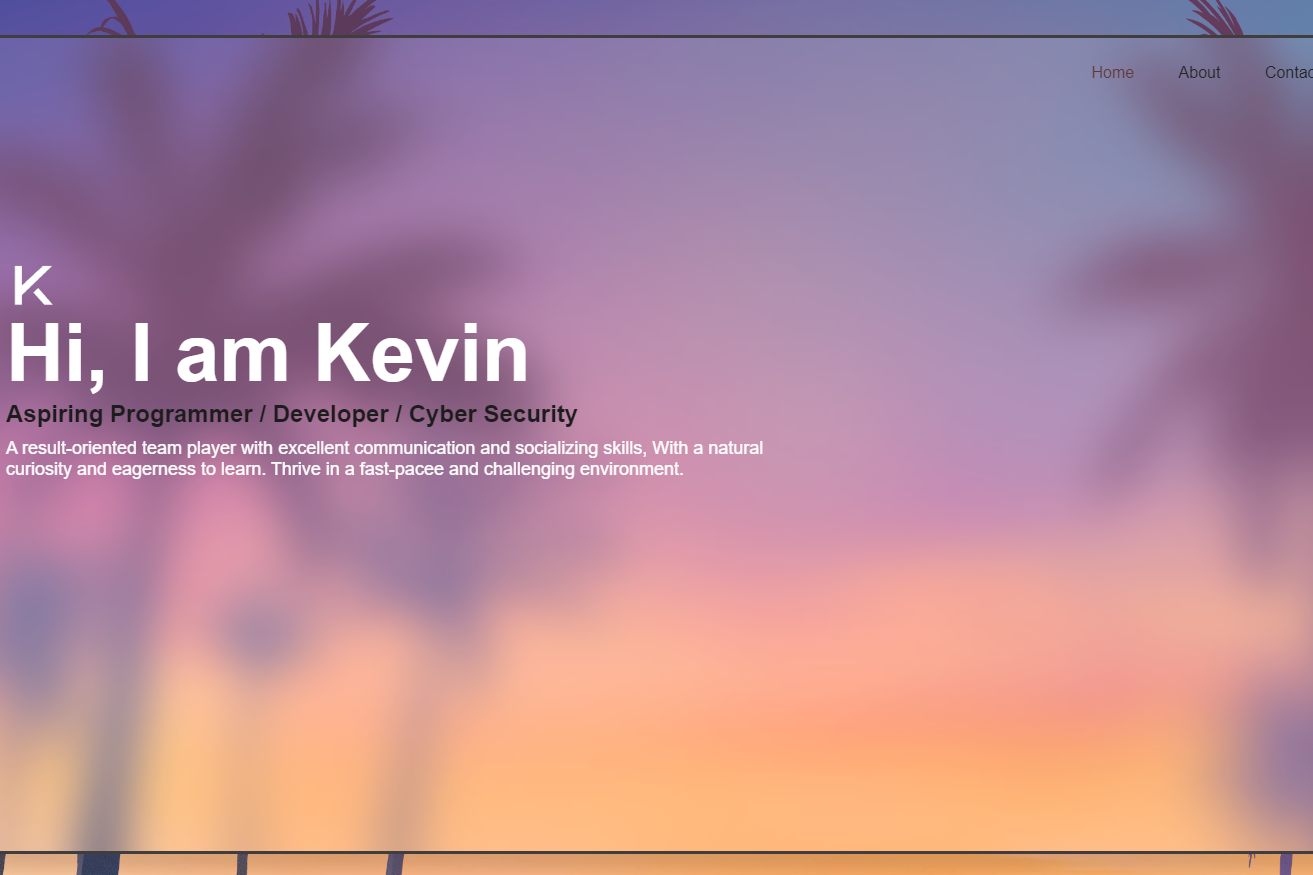 Home About Contac
K
Hi, I am Kevin
Aspiring Programmer / Developer / Cyber Security
A result-oriented team player with excellent communication and socializing skills, With a natural
curiosity and eagerness to learn. Thrive in a fast-pacee and challenging environment.